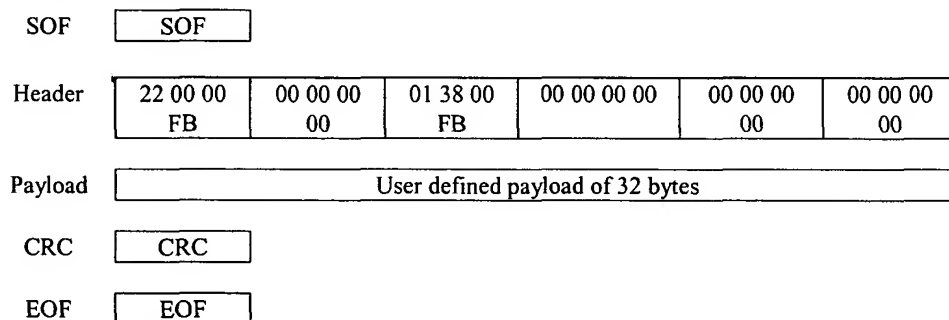 SOF SOF
Header 22 00 00 FB 00 00 00 00 01 38 00 FB 00 00 00 00 00 00 00 00 00 00 00 00
Payload User defined payload of 32 bytes
CRC CRC
EOF EOF